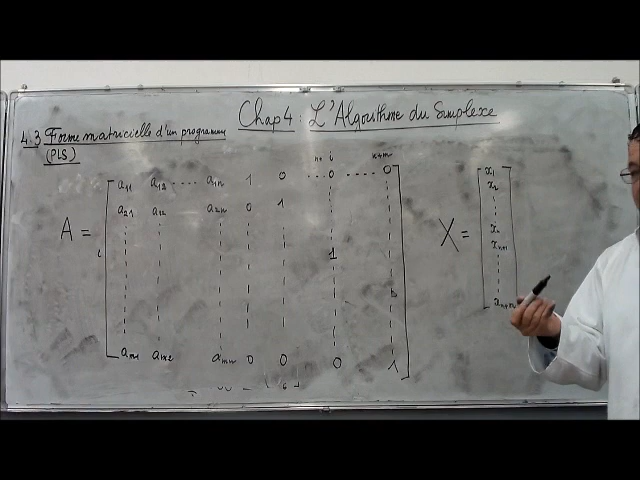 Chap 4 : L'Algorithme du Simplexe
4.3 Forme matricielle d'un programme
(PLS)
n+ i n+m
a11 a12 ---- a1n 1 0 --- 0 ---- 0
a21 a22 a2n 0 1
A =
i 1
am1 am2 amn 0 0 0 1
X =
x1
x2
xn
xn+1
xn+m